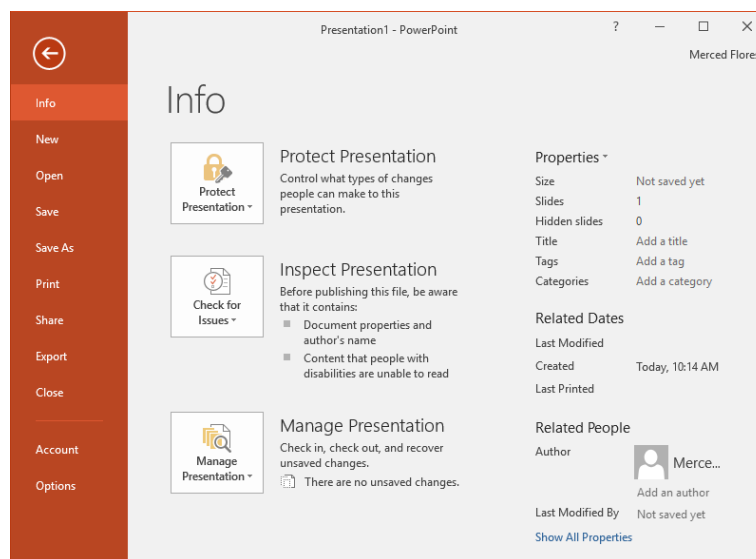 Presentation1 - PowerPoint
?
Merced Flores
Info
New
Open
Save
Save As
Print
Share
Export
Close
Account
Options
Info
Protect
Presentation
Protect Presentation
Control what types of changes
people can make to this
presentation.
Check for
Issues
Inspect Presentation
Before publishing this file, be aware
that it contains:
Document properties and
author's name
Content that people with
disabilities are unable to read
Manage
Presentation
Manage Presentation
Check in, check out, and recover
unsaved changes.
There are no unsaved changes.
Properties
Size Not saved yet
Slides 1
Hidden slides 0
Title Add a title
Tags Add a tag
Categories Add a category
Related Dates
Last Modified
Created Today, 10:14 AM
Last Printed
Related People
Author Merce...
Add an author
Last Modified By Not saved yet
Show All Properties